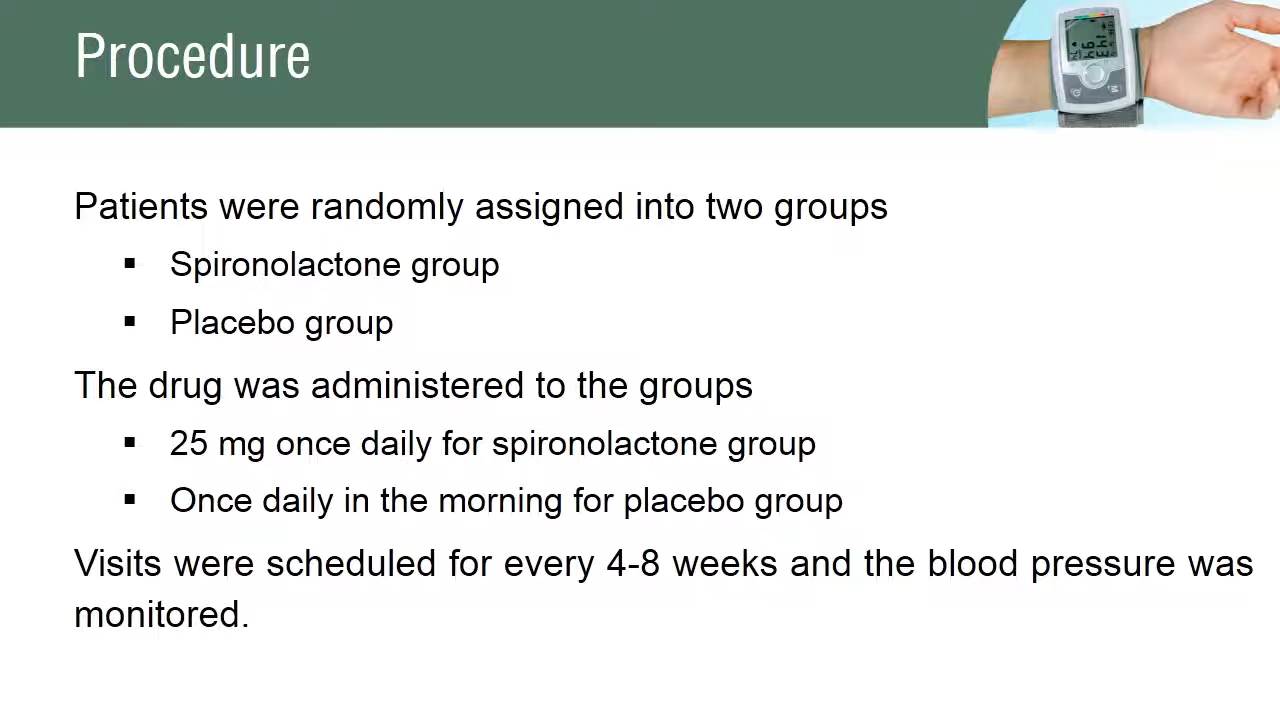 Procedure
Patients were randomly assigned into two groups
▪ Spironolactone group
▪ Placebo group
The drug was administered to the groups
▪ 25 mg once daily for spironolactone group
▪ Once daily in the morning for placebo group
Visits were scheduled for every 4-8 weeks and the blood pressure was
monitored.